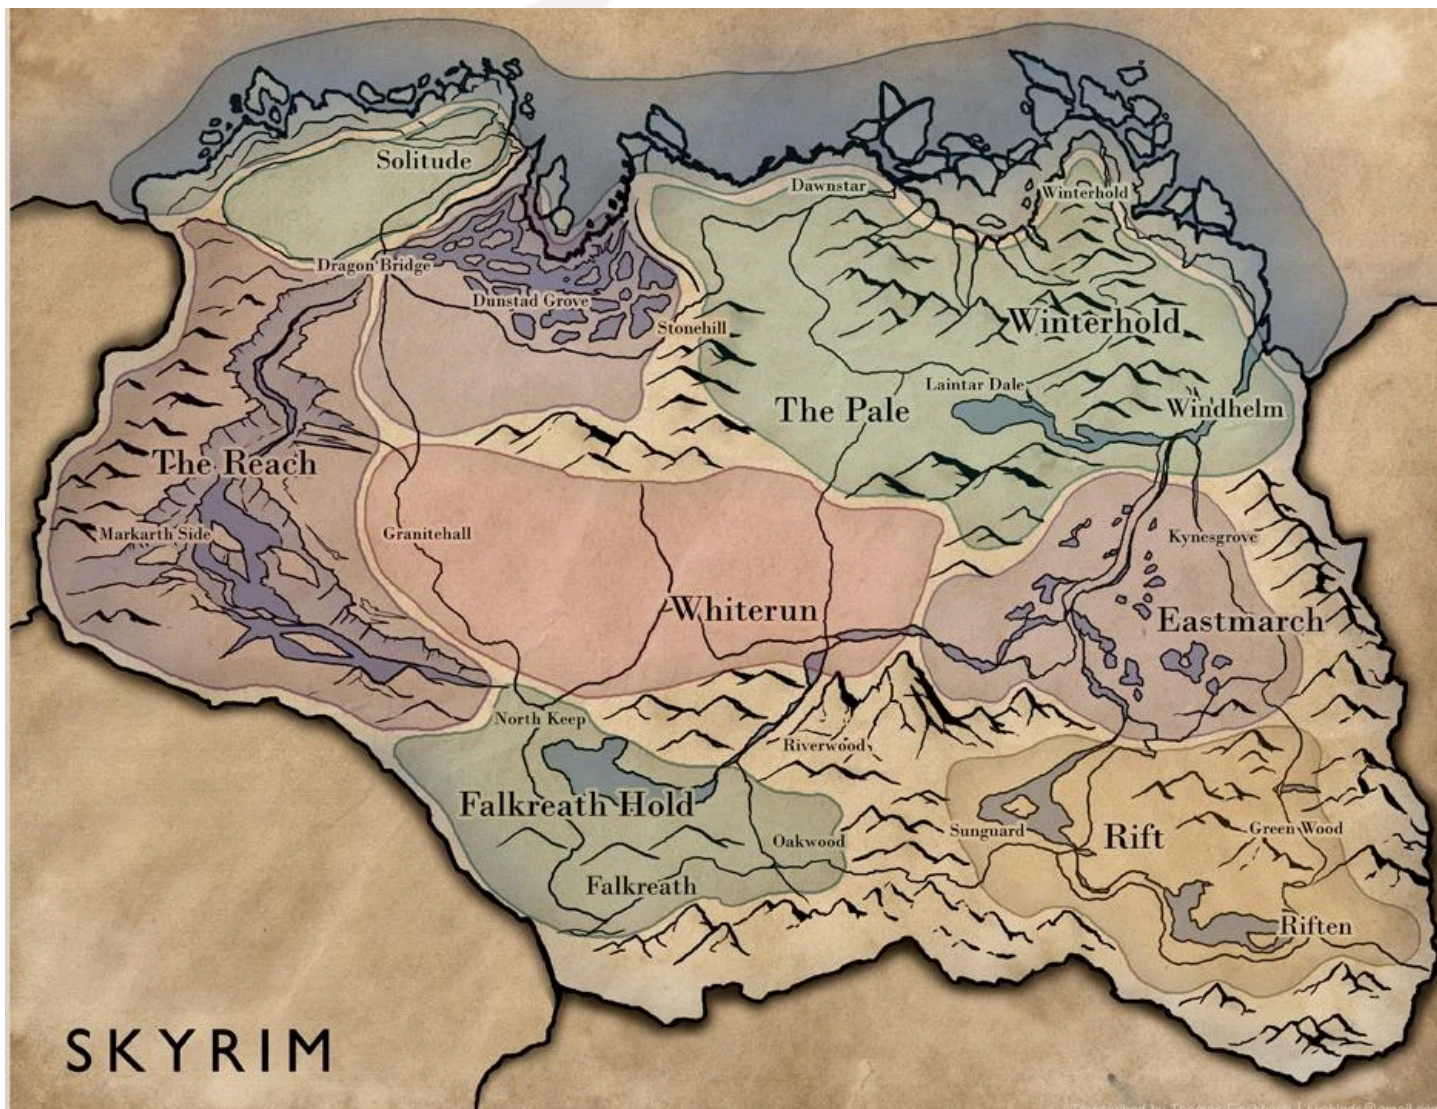 Solitude
Dawnstar
Winterhold
Dragon Bridge
Dunstad Grove
Stonehill
Winterhold
Laintar Dale
The Pale
Windhelm
The Reach
Markarth Side
Granitehall
Kynesgrove
Whiterun
Eastmarch
North Keep
Riverwood
Falkreath Hold
Sunguard
Rift
Green Wood
Oakwood
Falkreath
Riften
SKYRIM